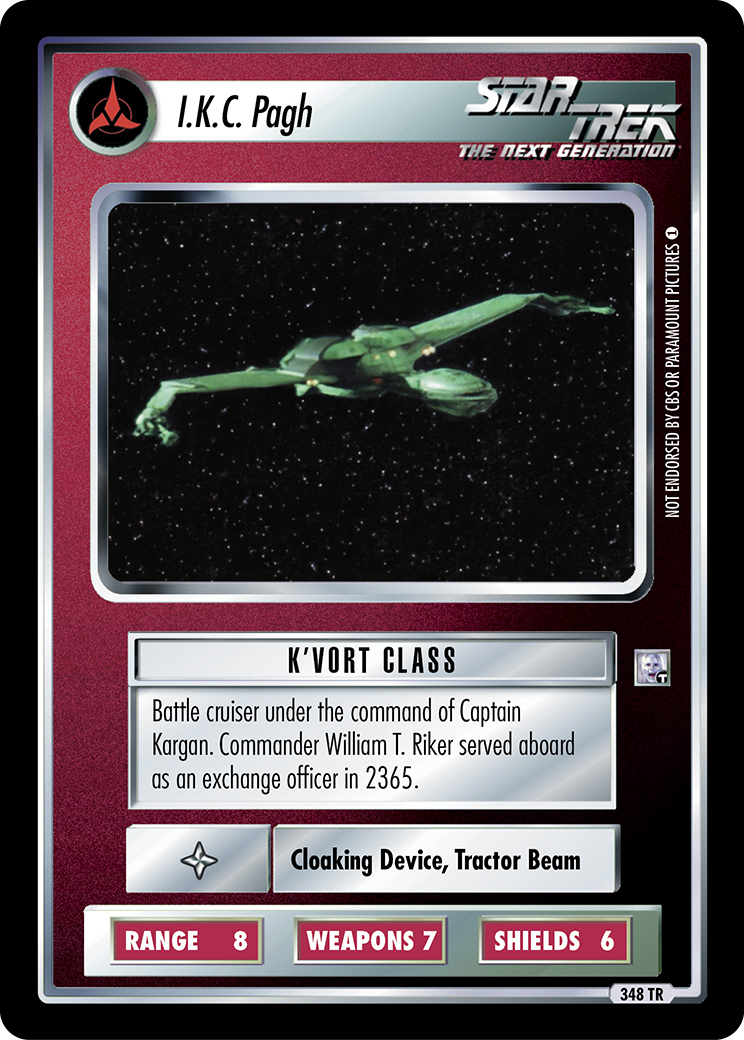 I.K.C. Pagh
STAR TREK
THE NEXT GENERATION
NOT ENDORSED BY CBS OR PARAMOUNT PICTURES 1
K'VORT CLASS
T
Battle cruiser under the command of Captain
Kargan. Commander William T. Riker served aboard
as an exchange officer in 2365.
Cloaking Device, Tractor Beam
RANGE 8 WEAPONS 7 SHIELDS 6
348 TR